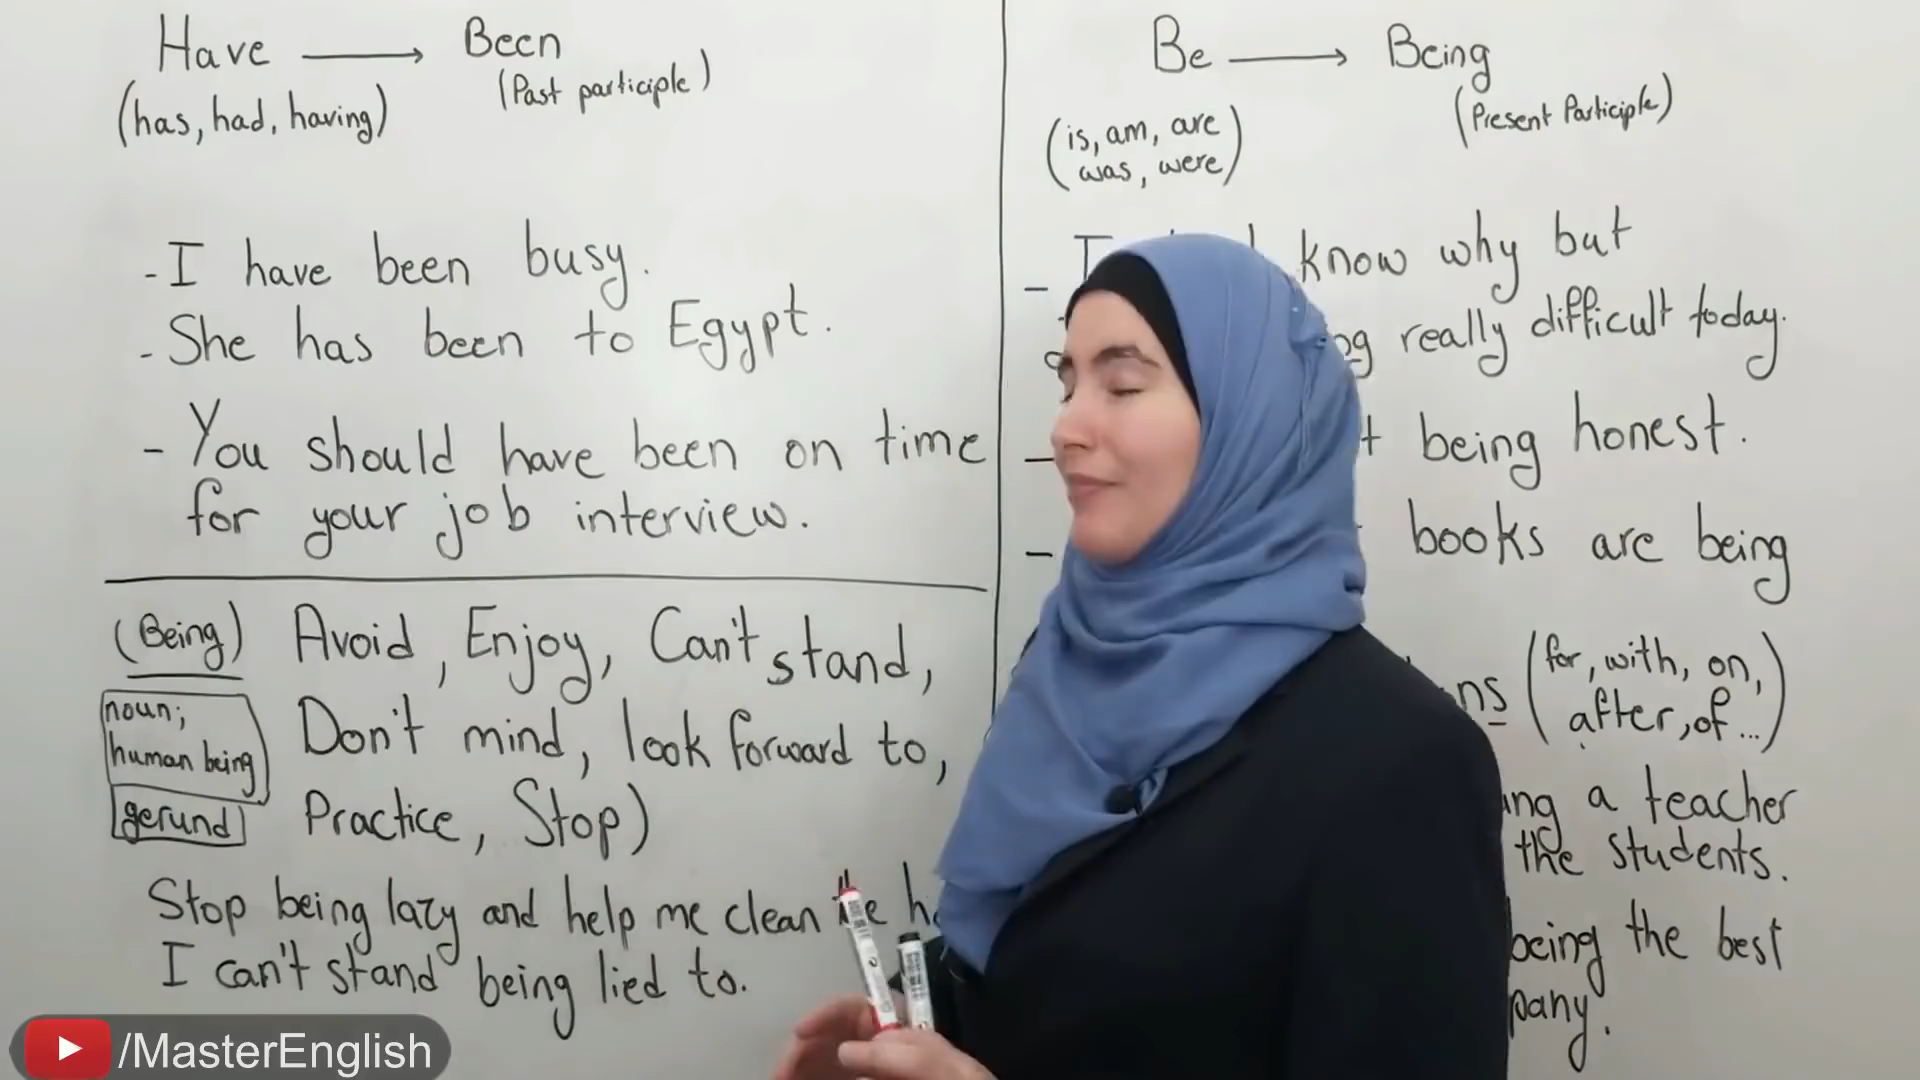 Have → Been
(has, had, having) (Past participle)
- I have been busy.
- She has been to Egypt.
- You should have been on time
for your job interview.
(Being) Avoid, Enjoy, Can't stand,
noun;
human being
Don't mind, look forward to,
gerund
Practice, Stop)
Stop being lazy and help me clean
I can't stand being lied to.
Be → Being
(is, am, are
was, were)
(Present Participle)
- I know why but
really difficult today.
- being honest.
- books are being
(for, with, on,
after, of...)
a teacher
the students.
being the best
/MasterEnglish